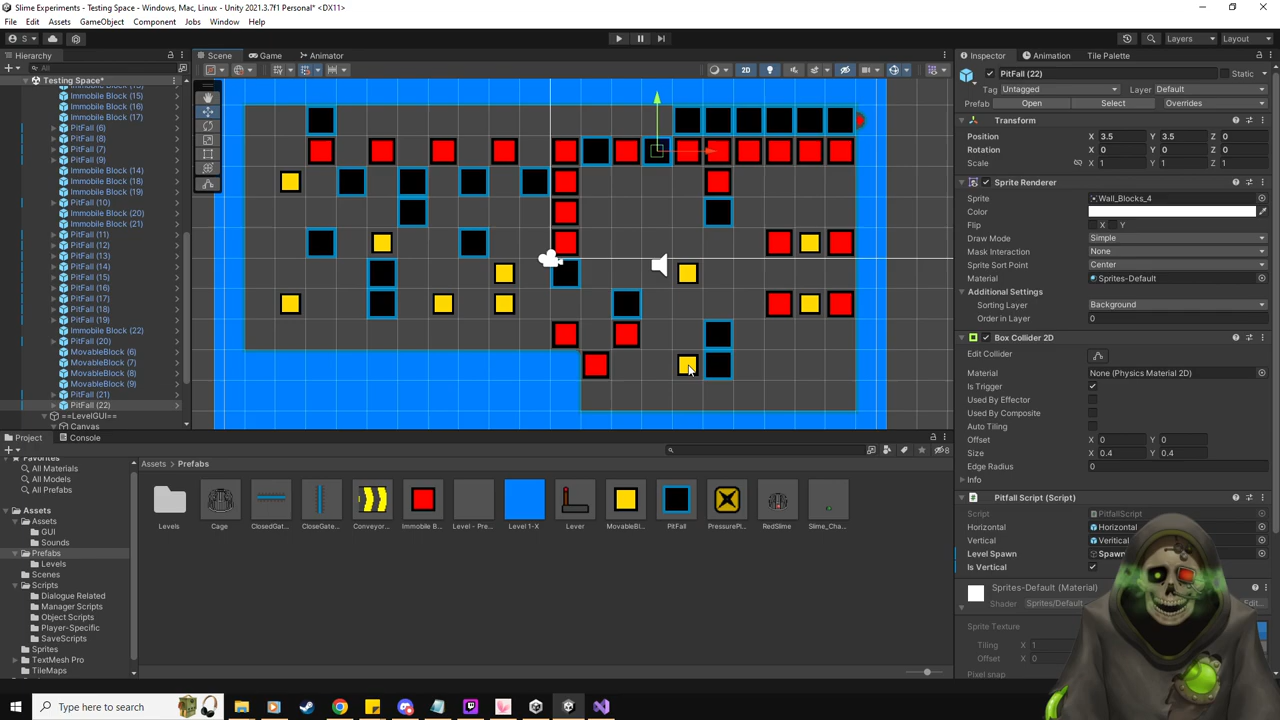 Slime Experiments - Testing Space - Windows, Mac, Linux - Unity 2021.3.7f1 Personal* <DX11>
File Edit Assets GameObject Component Jobs Window Help
S
Layers Layout
Hierarchy
Scene Game Animator
Inspector Animation Tile Palette
All
2D
PitFall (22) Static
Testing Space*
Tag Untagged Layer Default
Immobile Block (15)
Immobile Block (16)
Immobile Block (17)
PitFall (6)
PitFall (8)
PitFall (7)
PitFall (9)
Immobile Block (14)
Immobile Block (18)
Immobile Block (19)
PitFall (10)
Immobile Block (20)
Immobile Block (21)
PitFall (11)
PitFall (12)
PitFall (13)
PitFall (14)
PitFall (15)
PitFall (16)
PitFall (17)
PitFall (18)
PitFall (19)
Immobile Block (22)
PitFall (20)
MovableBlock (6)
MovableBlock (7)
MovableBlock (8)
MovableBlock (9)
PitFall (21)
PitFall (22)
==LevelGUI==
Canvas
Prefab Open Select Overrides
Transform
Position X 3.5 Y 3.5 Z 0
Rotation X 0 Y 0 Z 0
Scale X 1 Y 1 Z 1
Sprite Renderer
Sprite Wall_Blocks_4
Color
Flip X Y
Draw Mode Simple
Mask Interaction None
Sprite Sort Point Center
Material Sprites-Default
Additional Settings
Sorting Layer Background
Order in Layer 0
Box Collider 2D
Edit Collider
Material None (Physics Material 2D)
Is Trigger
Used By Effector
Used By Composite
Auto Tiling
Offset X 0 Y 0
Size X 0.4 Y 0.4
Edge Radius 0
Info
Pitfall Script (Script)
Script PitfallScript
Horizontal Horizontal
Vertical
Level Spawn
Is Vertical
Sprites-Default (Material)
Shader Sprites/Default
Sprite Texture
Tiling
Offset
Pixel snap
Project Console
8
Favorites
All Materials
All Models
All Prefabs
Assets
Assets
GUI
Sounds
Prefabs
Levels
Scenes
Scripts
Dialogue Related
Manager Scripts
Object Scripts
Player-Specific
SaveScripts
Sprites
TextMesh Pro
TileMaps
Assets > Prefabs
Levels Cage ClosedGat... CloseGate... Conveyor... Immobile B... Level - Pre... Level 1-X Lever MovableBl... PitFall PressurePl... RedSlime Slime_Cha...
Type here to search